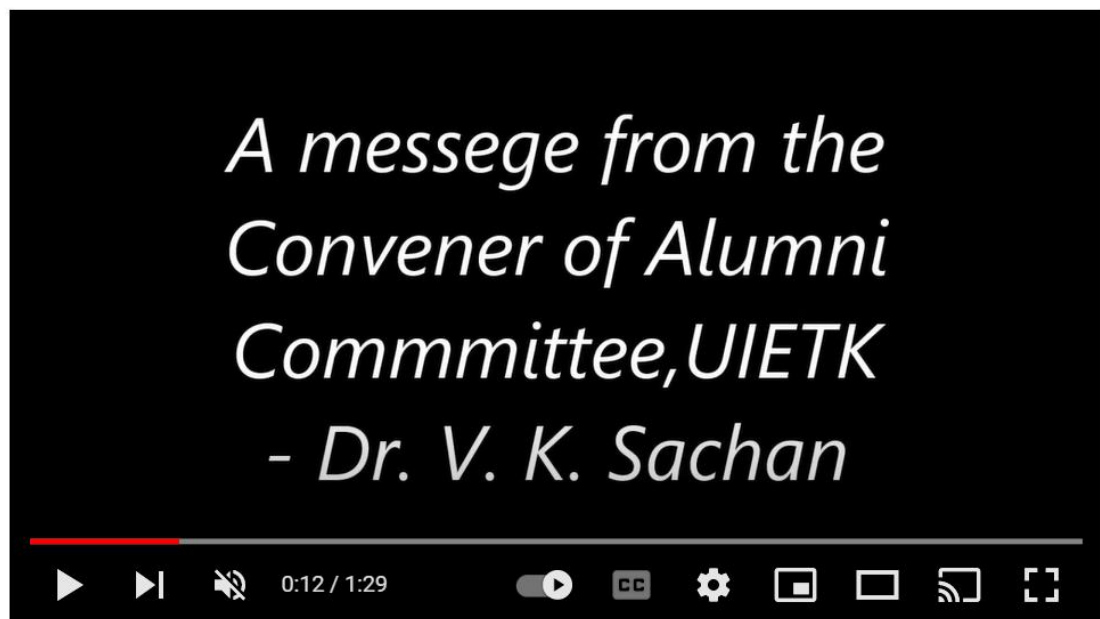 A messege from the
Convener of Alumni
Commmittee,UIETK
- Dr. V. K. Sachan
0:12 / 1:29
CC